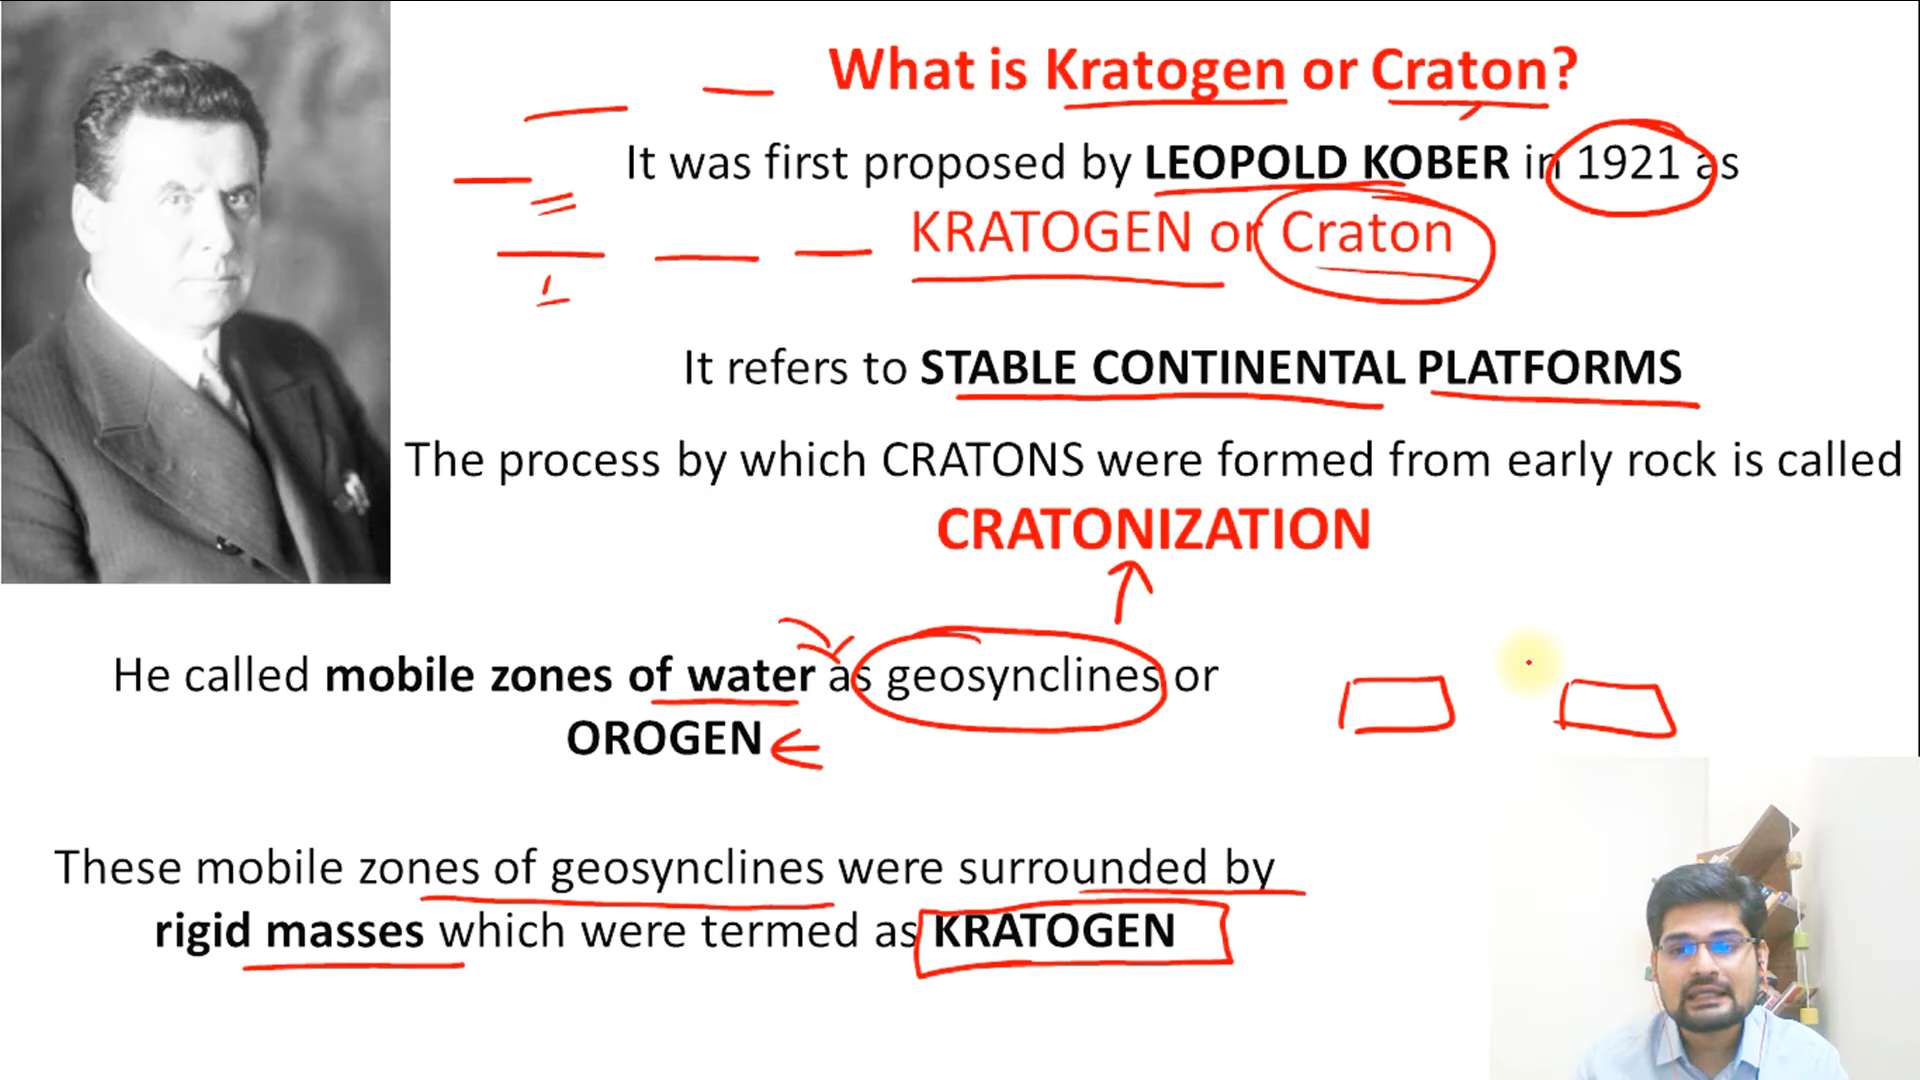 What is Kratogen or Craton?
It was first proposed by LEOPOLD KOBER in 1921 as
KRATOGEN or Craton
It refers to STABLE CONTINENTAL PLATFORMS
The process by which CRATONS were formed from early rock is called
CRATONIZATION
He called mobile zones of water as geosynclines or
OROGEN
These mobile zones of geosynclines were surrounded by
rigid masses which were termed as KRATOGEN